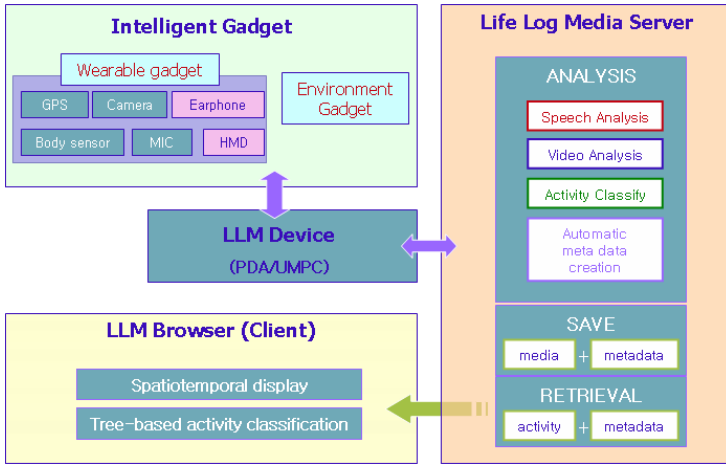 Intelligent Gadget
Wearable gadget
GPS
Camera
Earphone
Body sensor
MIC
HMD
Environment
Gadget
LLM Device
(PDA/UMPC)
LLM Browser (Client)
Spatiotemporal display
Tree-based activity classification
Life Log Media Server
ANALYSIS
Speech Analysis
Video Analysis
Activity Classify
Automatic
meta data
creation
SAVE
media + metadata
RETRIEVAL
activity + metadata